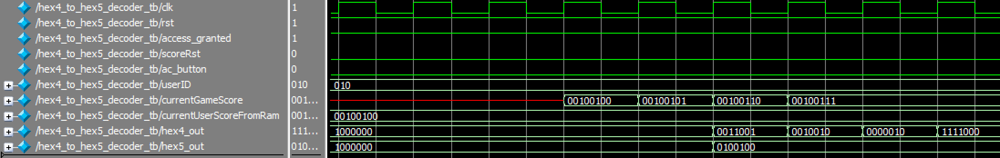 /hex4_to_hex5_decoder_tb/clk 1
/hex4_to_hex5_decoder_tb/rst 1
/hex4_to_hex5_decoder_tb/access_granted 1
/hex4_to_hex5_decoder_tb/scoreRst 0
/hex4_to_hex5_decoder_tb/ac_button 0
/hex4_to_hex5_decoder_tb/userID 010 010
/hex4_to_hex5_decoder_tb/currentGameScore 001... 00100100 00100101 00100110 00100111
/hex4_to_hex5_decoder_tb/currentUserScoreFromRam 001... 00100100
/hex4_to_hex5_decoder_tb/hex4_out 111... 1000000 0011001 0010010 0000010 1111000
/hex4_to_hex5_decoder_tb/hex5_out 010... 1000000 0100100